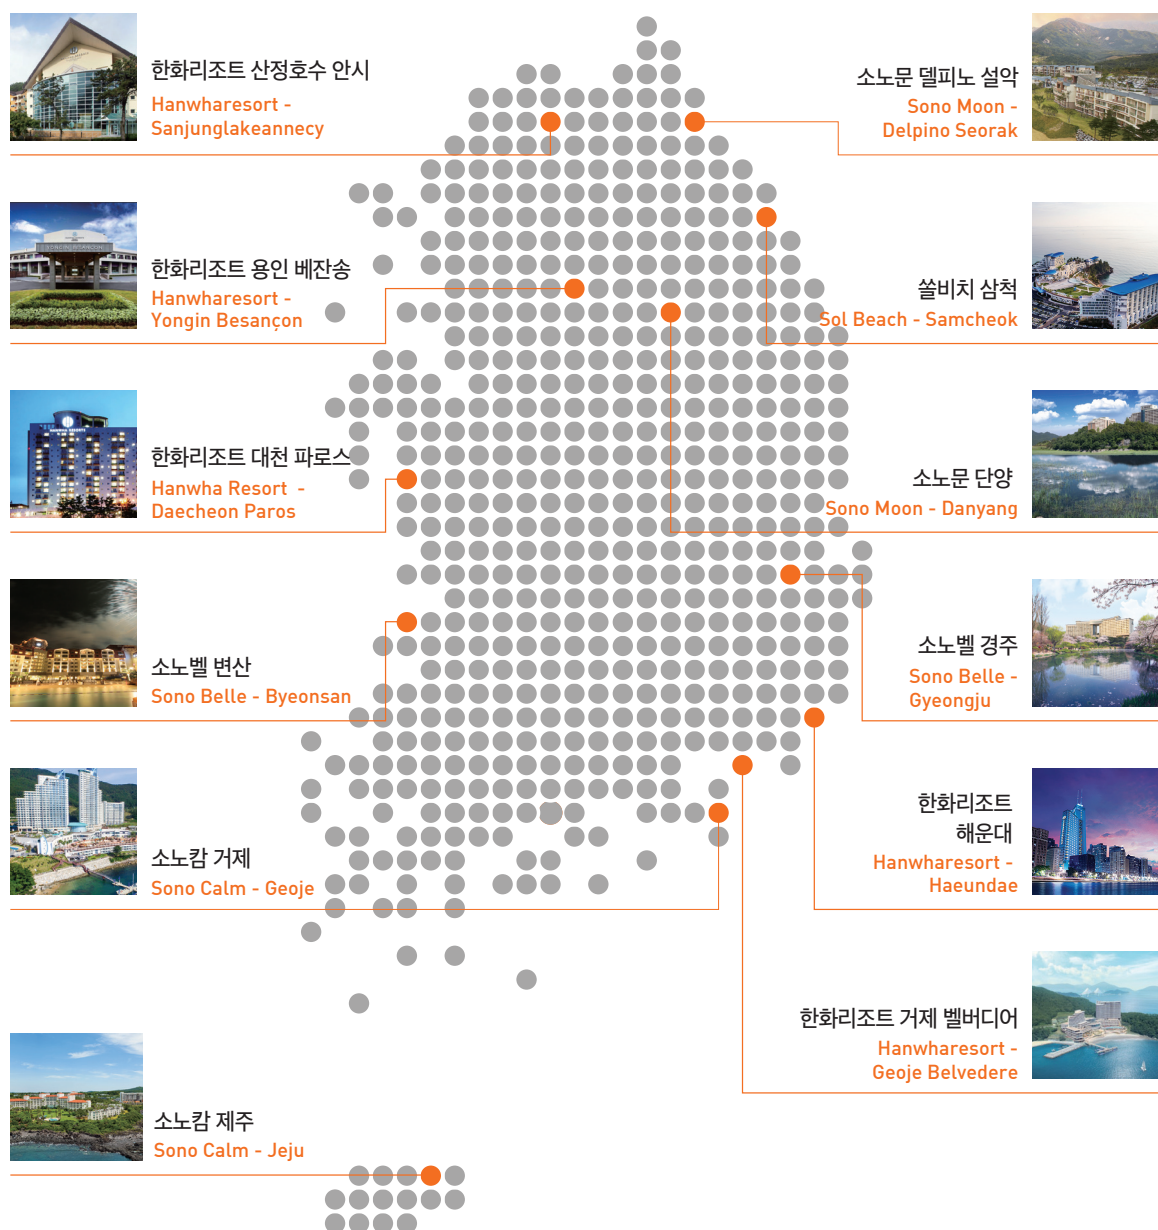 한화리조트 산정호수 안시
Hanwharesort -
Sanjunglakeannecy
한화리조트 용인 베잔송
Hanwharesort -
Yongin Besançon
한화리조트 대천 파로스
Hanwha Resort -
Daecheon Paros
소노벨 변산
Sono Belle - Byeonsan
소노캄 거제
Sono Calm - Geoje
소노캄 제주
Sono Calm - Jeju
소노문 델피노 설악
Sono Moon -
Delpino Seorak
쏠비치 삼척
Sol Beach - Samcheok
소노문 단양
Sono Moon - Danyang
소노벨 경주
Sono Belle -
Gyeongju
한화리조트
해운대
Hanwharesort -
Haeundae
한화리조트 거제 벨버디어
Hanwharesort -
Geoje Belvedere